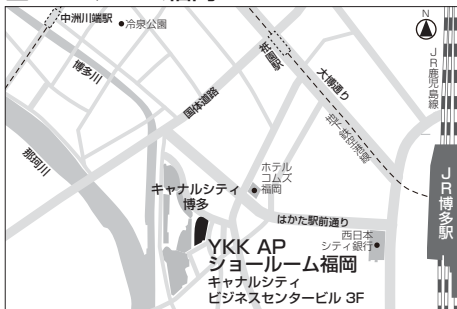 中洲川端駅
冷泉公園
祇園駅
N
JR鹿児島線
博多川
国体道路
大博通り
地下鉄空港線
那珂川
ホテル
コムズ
福岡
キャナルシティ
博多
JR博多駅
はかた駅前通り
西日本
シティ銀行
YKK AP
ショールーム福岡
キャナルシティ
ビジネスセンタービル 3F